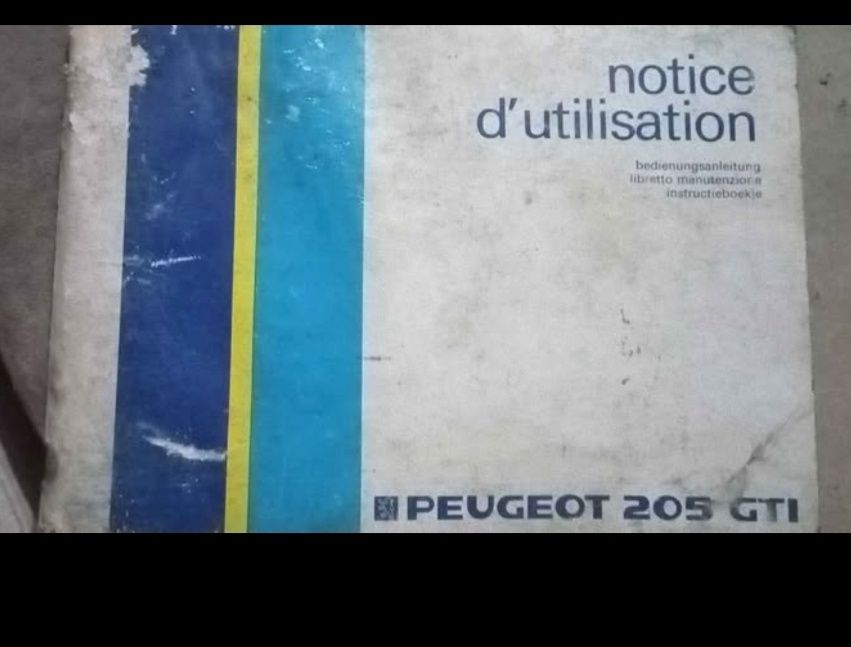 notice
d'utilisation
bedienungsanleitung
libretto manutenzione
instructieboekje
PEUGEOT 205 GTI